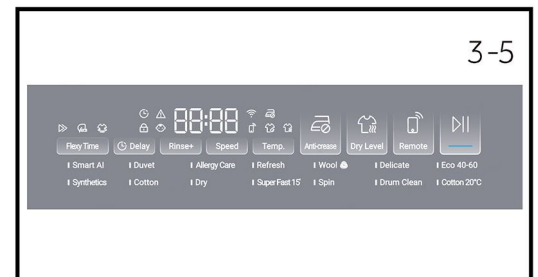 3-5
88:88
Flexy Time Delay Rinse+ Speed Temp. Anti-crease Dry Level Remote
Smart AI Duvet Allergy Care Refresh Wool Delicate Eco 40-60
Synthetics Cotton Dry Super Fast 15' Spin Drum Clean Cotton 20°C